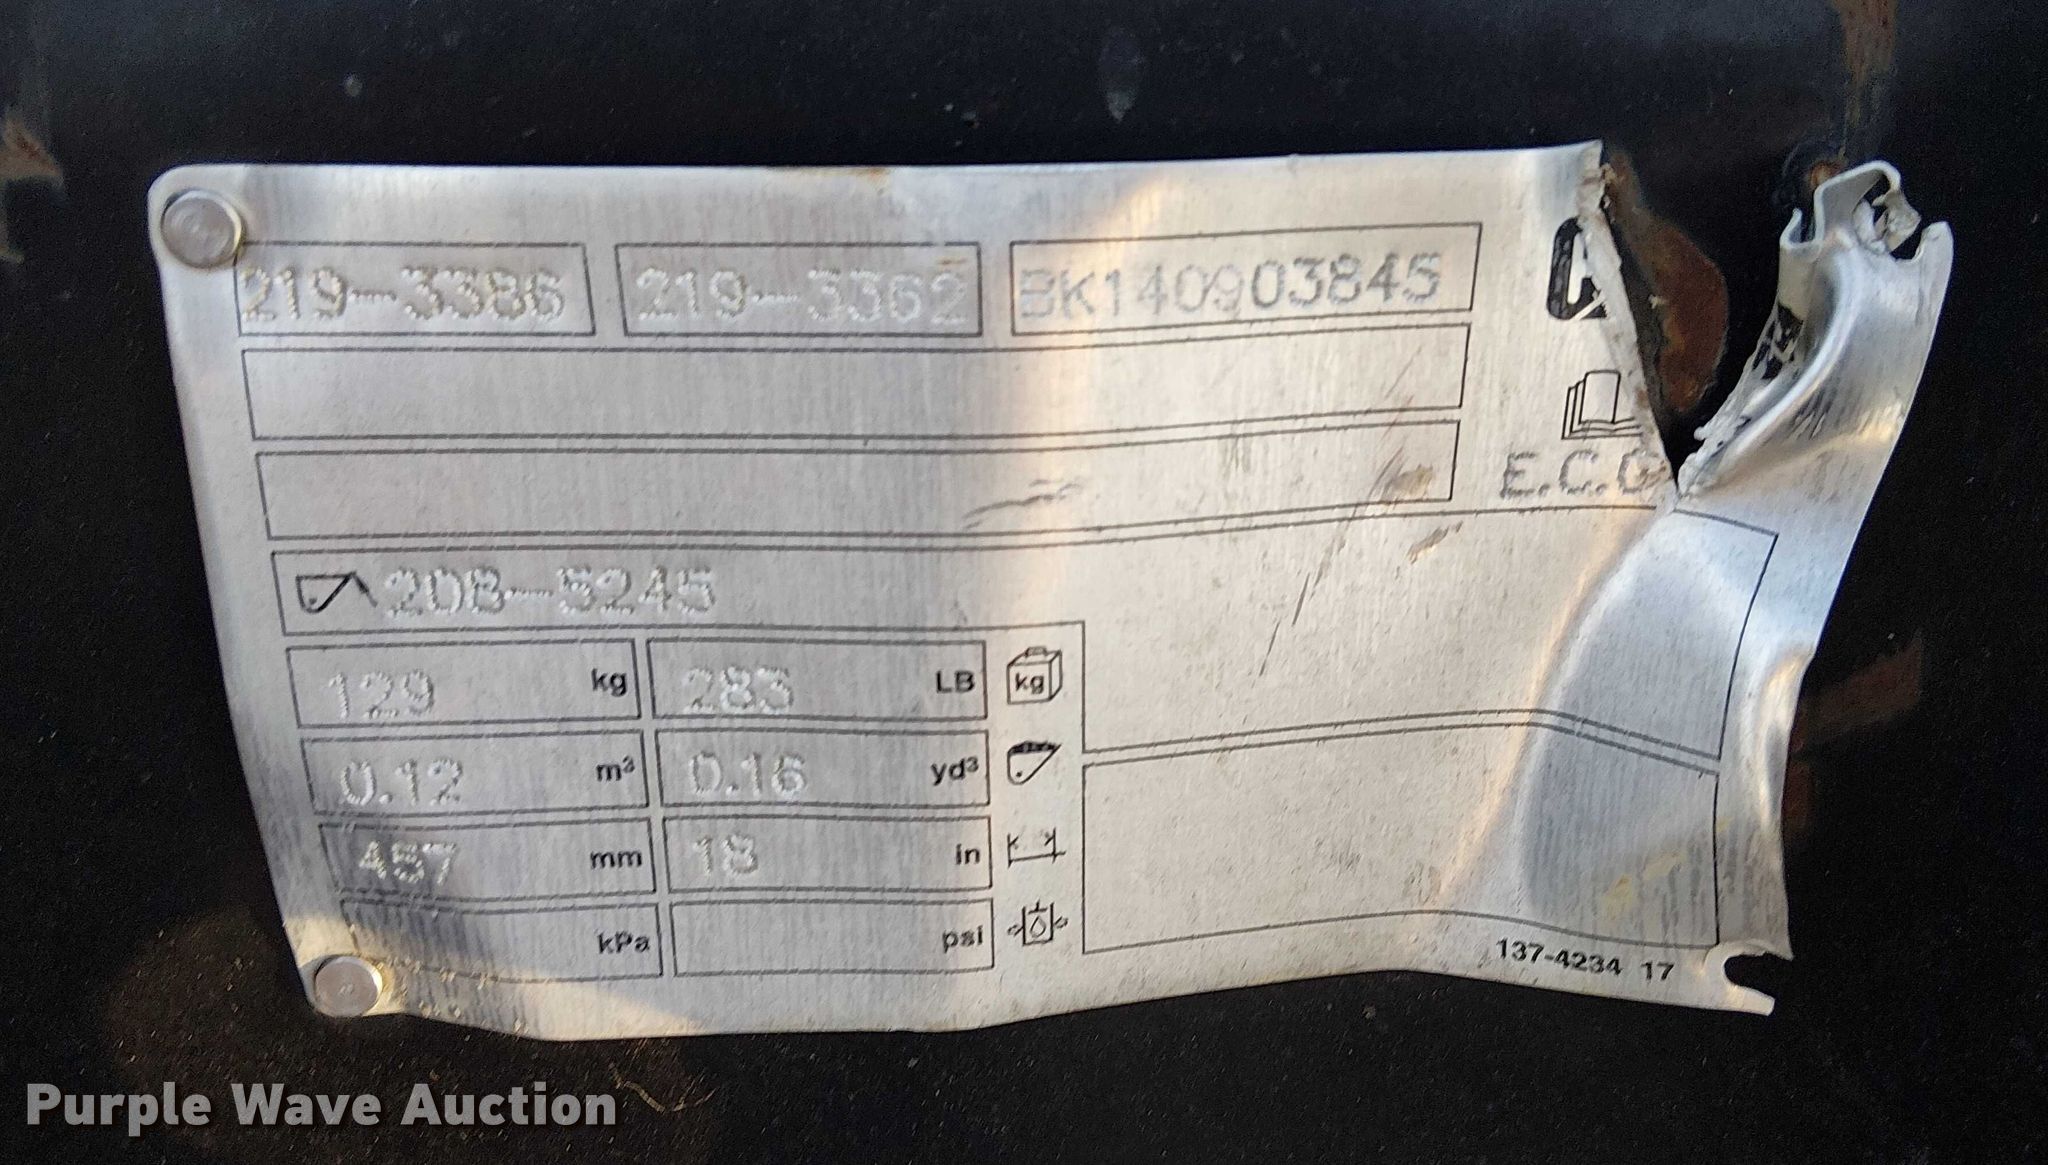 219-3386 219-3362 BK140903845
E.C.O
208-5245
129 kg 283 LB kg
0.12 m³ 0.16 yd³
457 mm 18 in
kPa psi
137-4234 17
Purple Wave Auction